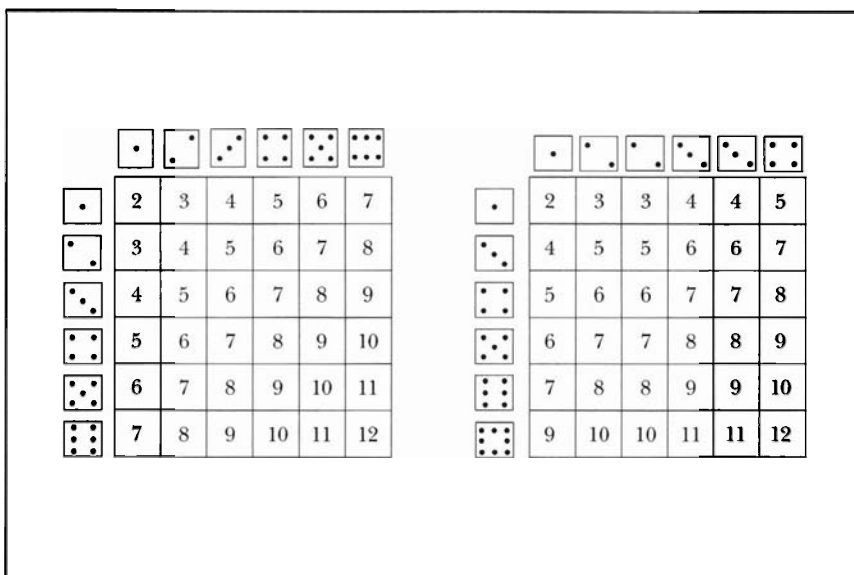 2 3 4 5 6 7
3 4 5 6 7 8
4 5 6 7 8 9
5 6 7 8 9 10
6 7 8 9 10 11
7 8 9 10 11 12
2 3 3 4 4 5
4 5 5 6 6 7
5 6 6 7 7 8
6 7 7 8 8 9
7 8 8 9 9 10
9 10 10 11 11 12